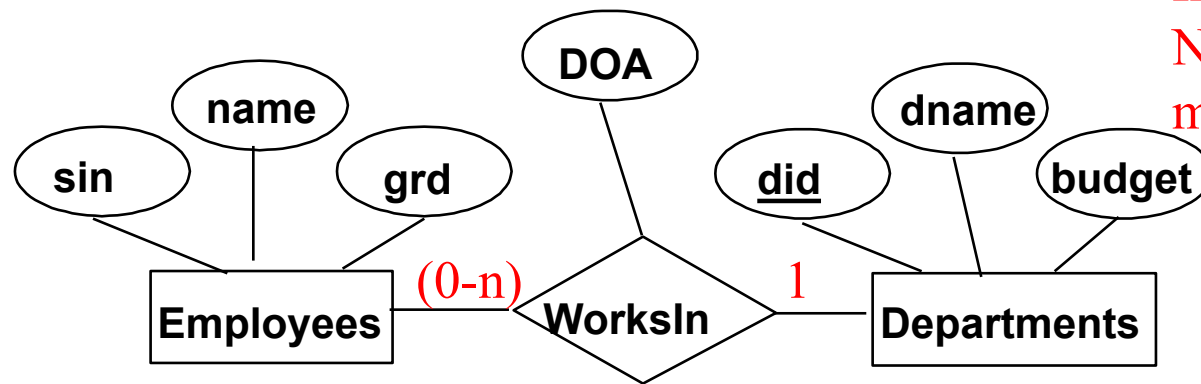 DOA
name
dname
sin
grd
did
budget
(0-n)
1
Employees
WorksIn
Departments